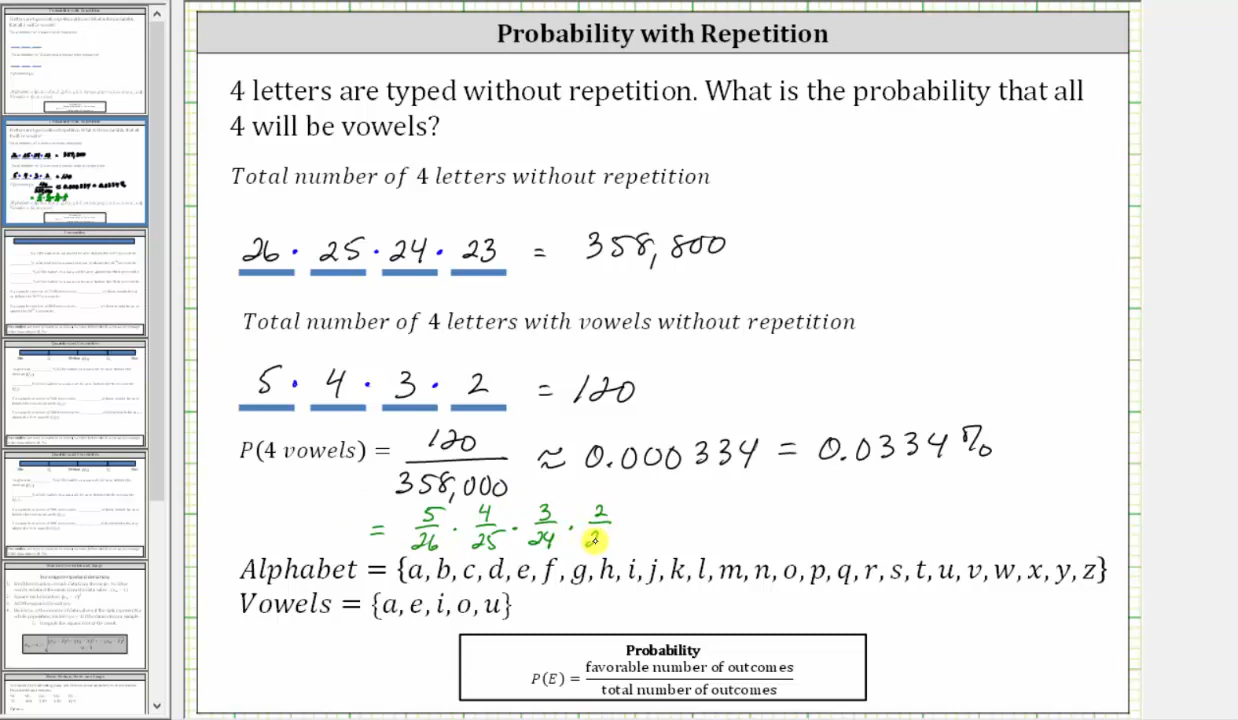 Probability with Repetition
4 letters are typed without repetition. What is the probability that all
4 will be vowels?
Total number of 4 letters without repetition
26 · 25 · 24 · 23 = 358,800
Total number of 4 letters with vowels without repetition
5 · 4 · 3 · 2 = 120
P(4 vowels) = 120/358,000 ≈ 0.000334 = 0.0334%
= 5/26 · 4/25 · 3/24 · 2/2
Alphabet = {a, b, c, d, e, f, g, h, i, j, k, l, m, n, o, p, q, r, s, t, u, v, w, x, y, z}
Vowels = {a, e, i, o, u}
Probability
P(E) = favorable number of outcomes/total number of outcomes